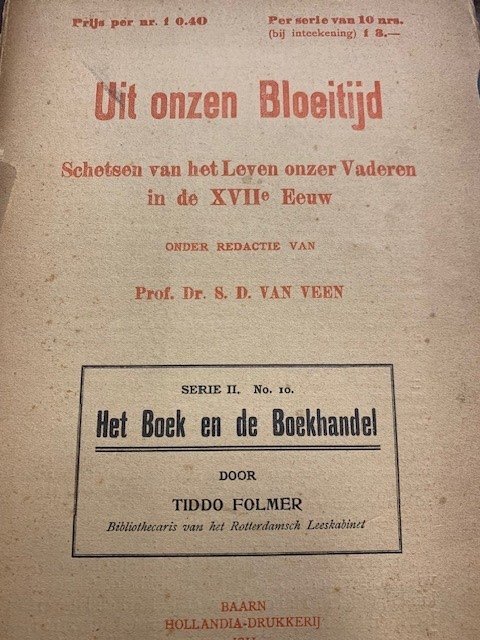 Prijs per nr. f 0.40 Per serie van 10 nrs.
(bij inteekening) f 3.—
Uit onzen Bloeitijd
Schetsen van het Leven onzer Vaderen
in de XVIIe Eeuw
ONDER REDACTIE VAN
Prof. Dr. S. D. VAN VEEN
SERIE II. No. 10.
Het Boek en de Boekhandel
DOOR
TIDDO FOLMER
Bibliothecaris van het Rotterdamsch Leeskabinet
BAARN
HOLLANDIA-DRUKKERIJ